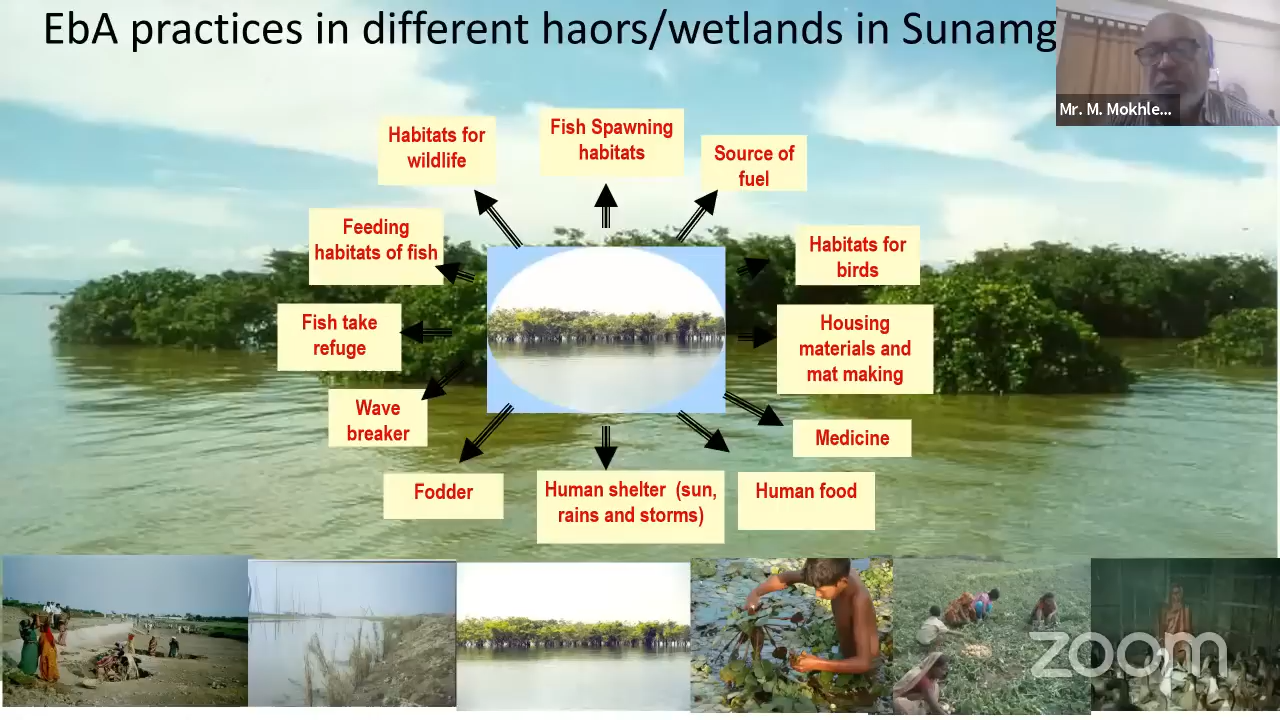 EbA practices in different haors/wetlands in Sunamg
Mr. M. Mokhle...
Habitats for
wildlife
Fish Spawning
habitats
Source of
fuel
Feeding
habitats of fish
Habitats for
birds
Fish take
refuge
Housing
materials and
mat making
Wave
breaker
Medicine
Fodder
Human shelter (sun,
rains and storms)
Human food
zoom